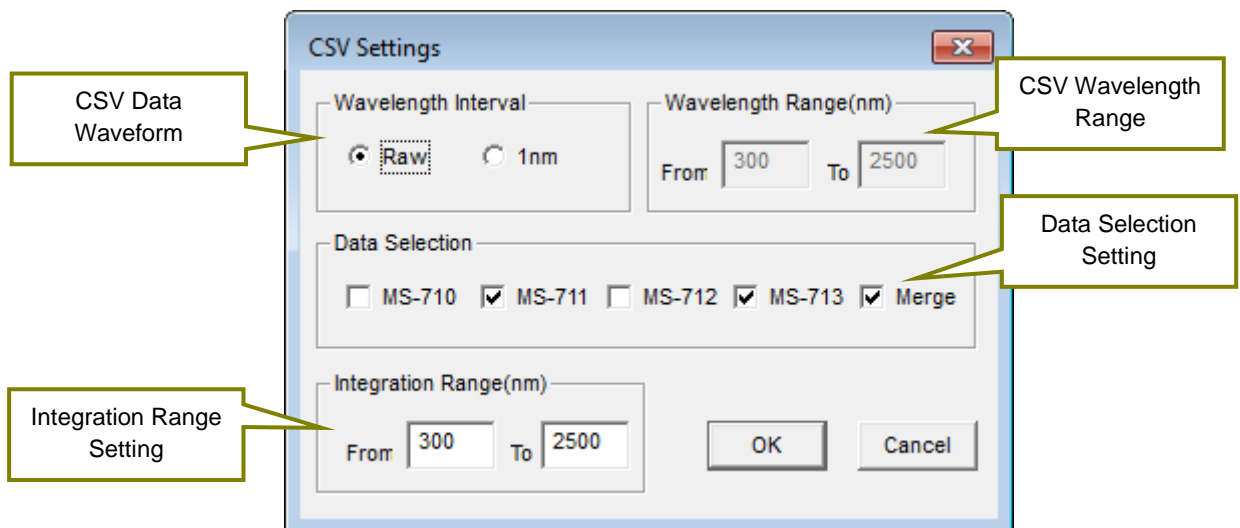 CSV Settings
CSV Data
Waveform
CSV Wavelength
Range
Wavelength Interval
Wavelength Range(nm)
Raw
1nm
From
300
To
2500
Data Selection
Setting
Data Selection
MS-710
MS-711
MS-712
MS-713
Merge
Integration Range
Setting
Integration Range(nm)
From
300
To
2500
OK
Cancel